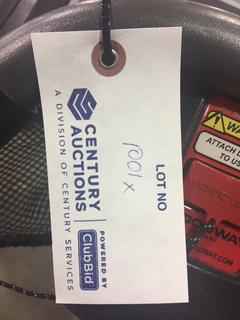 LOT NO
1001 X
CENTURY
AUCTIONS
A DIVISION OF CENTURY SERVICES
POWERED BY
ClubBid
ATTACH
TO US